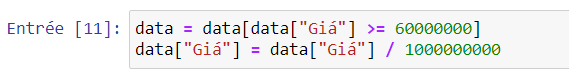 Entrée [11]: data = data[data["Giá"] >= 60000000]
data["Giá"] = data["Giá"] / 1000000000